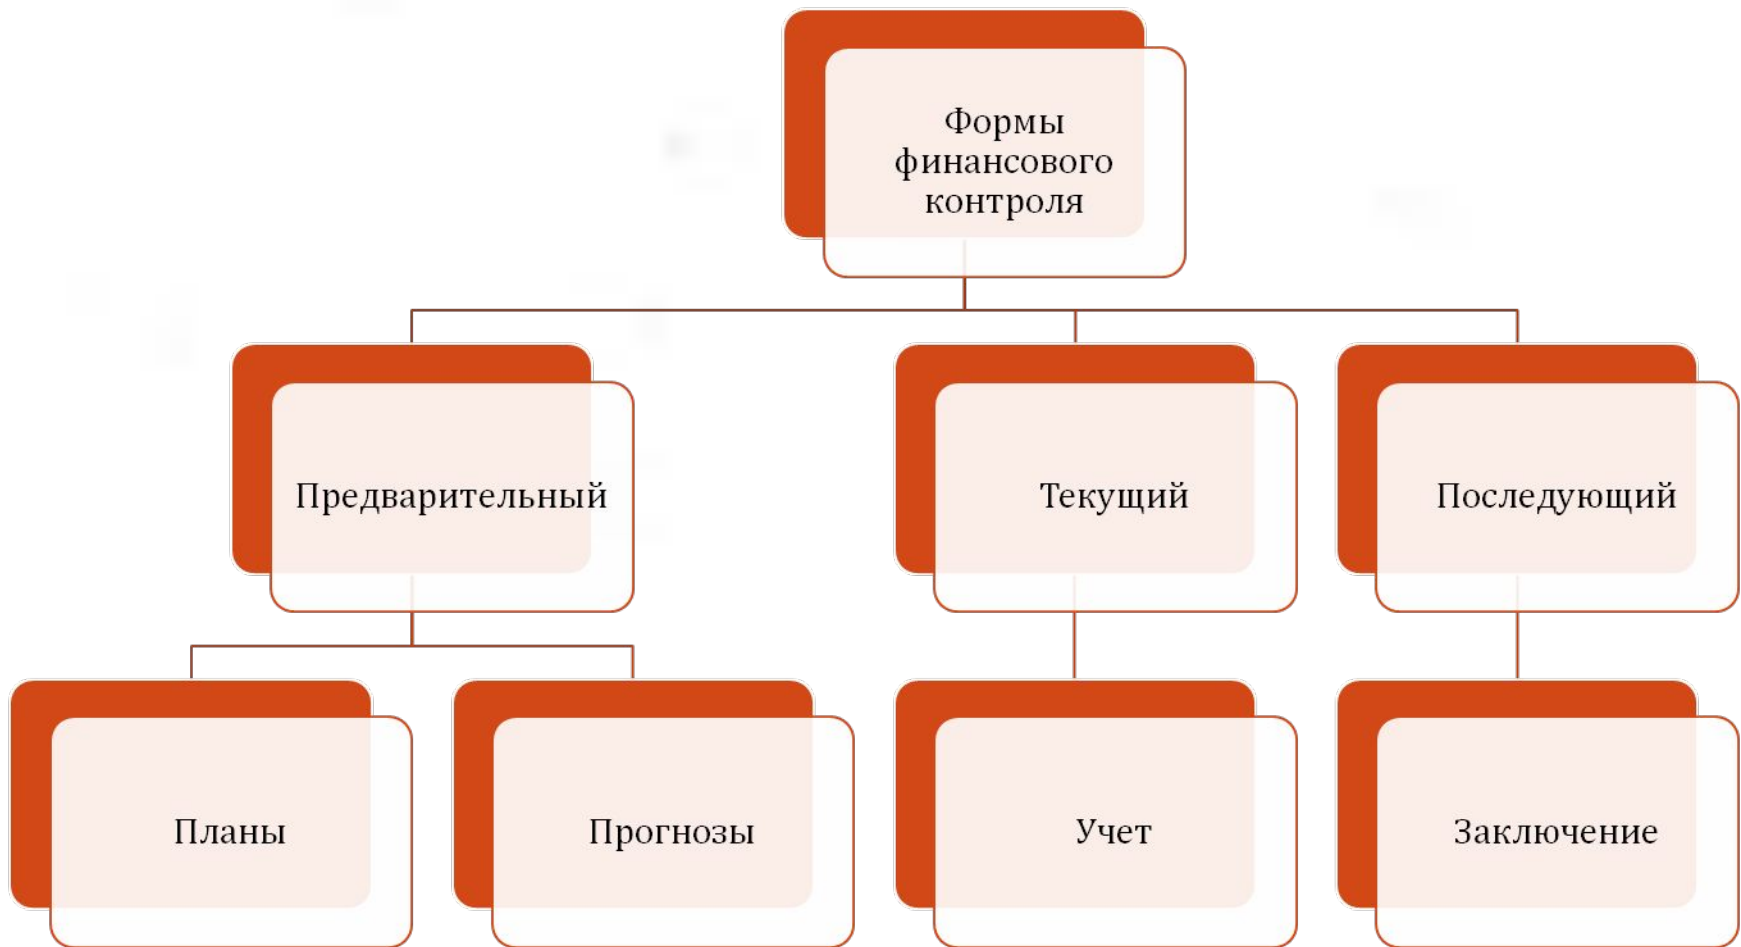 Формы
финансового
контроля
Предварительный
Текущий
Последующий
Планы
Прогнозы
Учет
Заключение